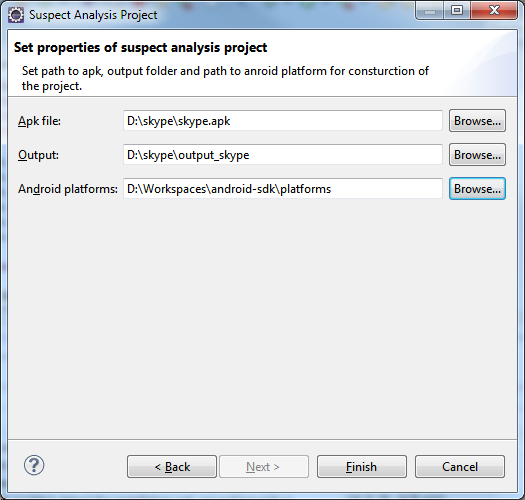 Suspect Analysis Project
Set properties of suspect analysis project
Set path to apk, output folder and path to anroid platform for consturction of
the project.
Apk file: D:\skype\skype.apk Browse...
Output: D:\skype\output_skype Browse...
Android platforms: D:\Workspaces\android-sdk\platforms Browse...
? < Back Next > Finish Cancel